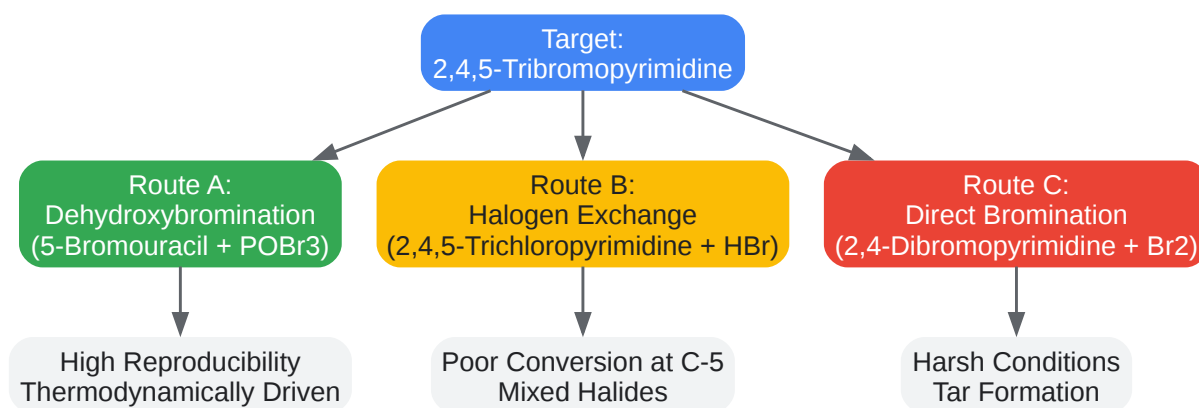 Target:
2,4,5-Tribromopyrimidine
Route A:
Dehydroxybromination
(5-Bromouracil + POBr3)
Route B:
Halogen Exchange
(2,4,5-Trichloropyrimidine + HBr)
Route C:
Direct Bromination
(2,4-Dibromopyrimidine + Br2)
High Reproducibility
Thermodynamically Driven
Poor Conversion at C-5
Mixed Halides
Harsh Conditions
Tar Formation